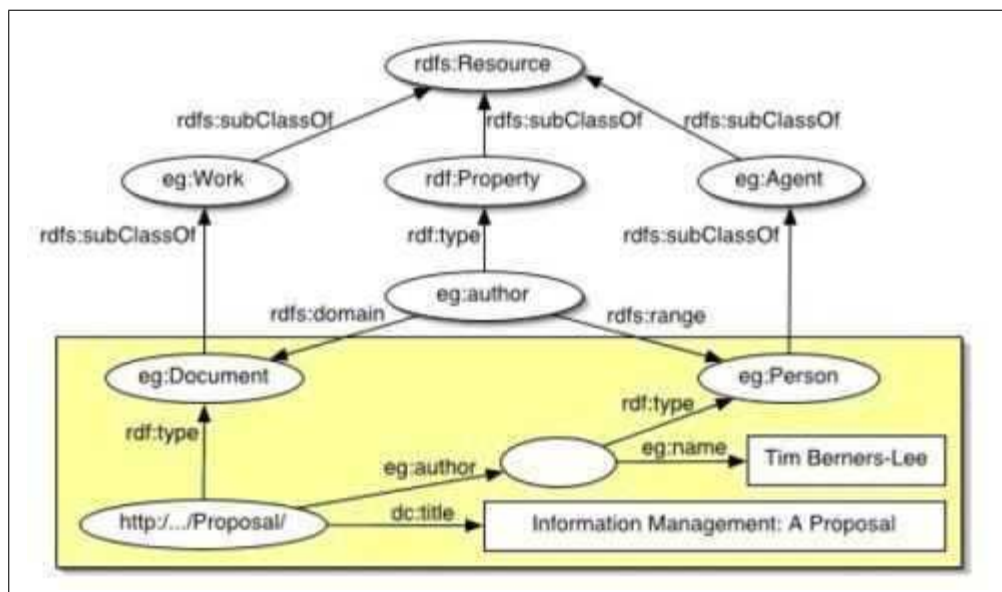 rdfs:Resource
rdfs:subClassOf
rdfs:subClassOf
rdfs:subClassOf
eg:Work
rdf:Property
eg:Agent
rdfs:subClassOf
rdf:type
rdfs:subClassOf
eg:author
rdfs:domain
rdfs:range
eg:Document
eg:Person
rdf:type
rdf:type
eg:author
eg:name
Tim Berners-Lee
http:/.../Proposal/
dc:title
Information Management: A Proposal